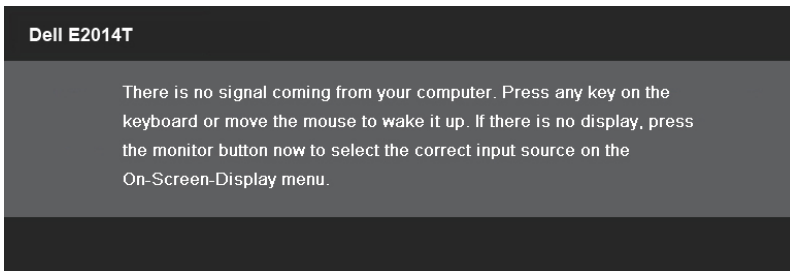 Dell E2014T
There is no signal coming from your computer. Press any key on the
keyboard or move the mouse to wake it up. If there is no display, press
the monitor button now to select the correct input source on the
On-Screen-Display menu.